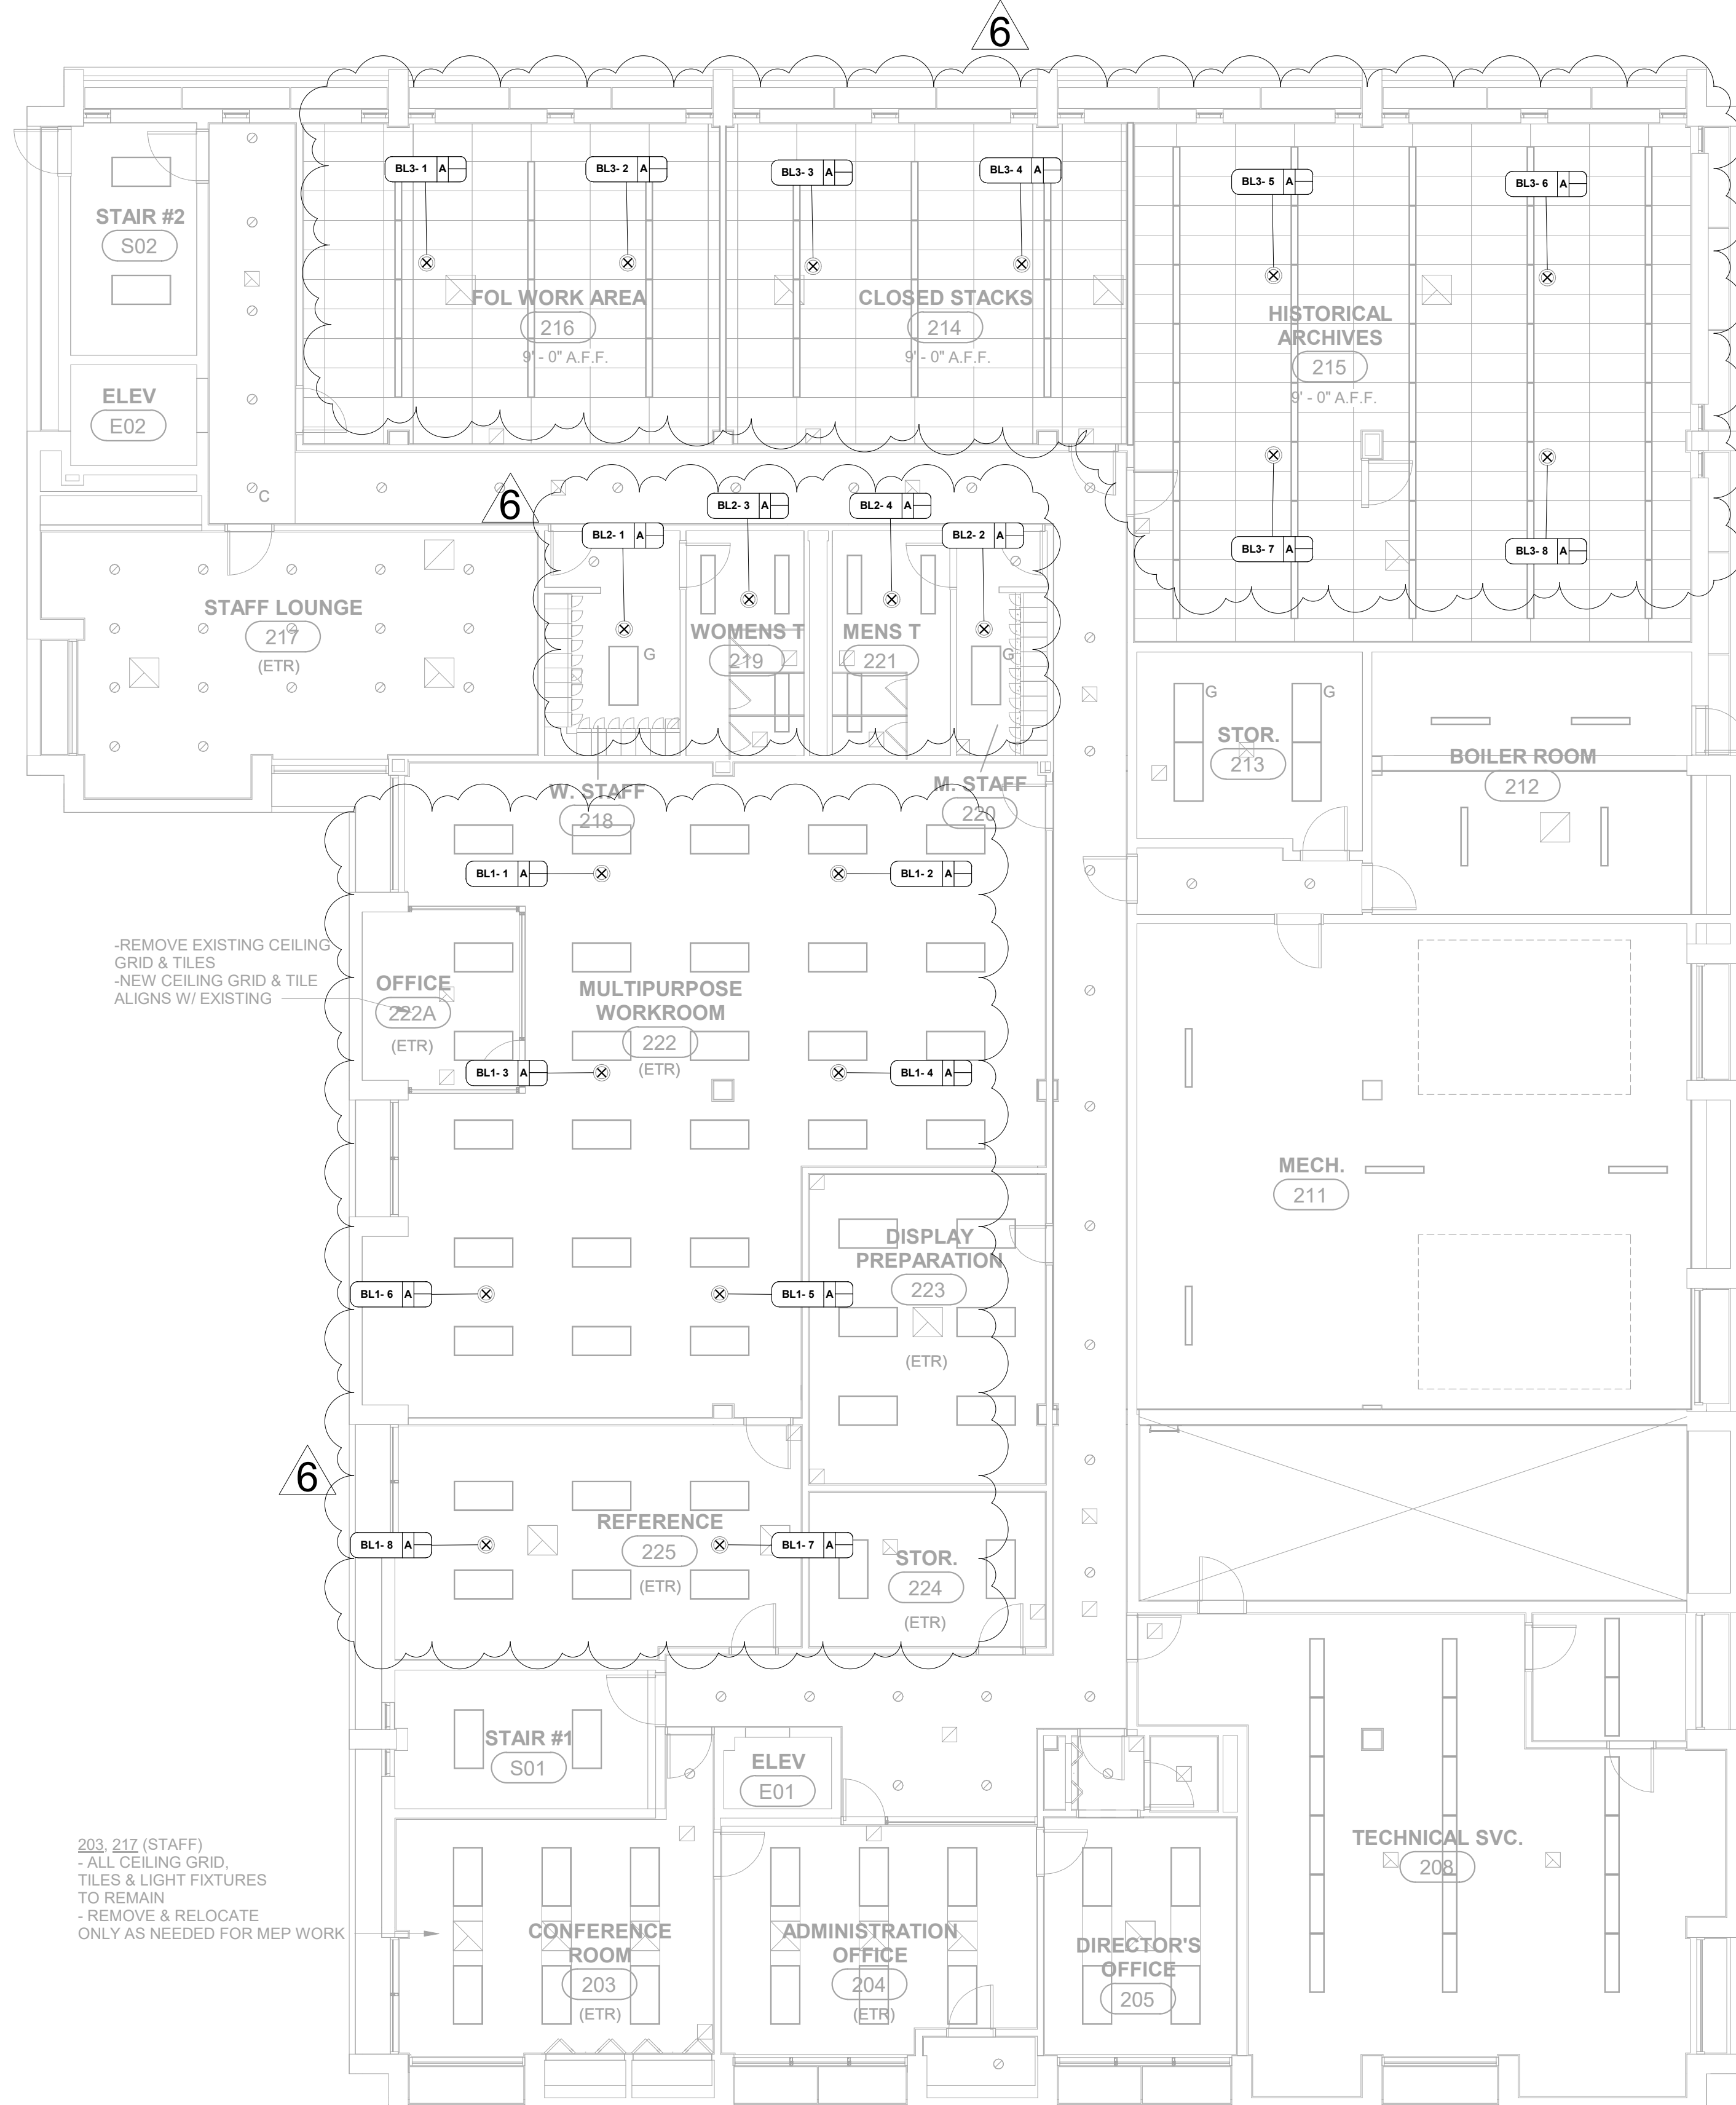 6
BL3- 1 A
BL3- 2 A
BL3- 3 A
BL3- 4 A
BL3- 5 A
BL3- 6 A
STAIR #2
S02
FOL WORK AREA
216
9' - 0" A.F.F.
CLOSED STACKS
214
9' - 0" A.F.F.
HISTORICAL
ARCHIVES
215
9' - 0" A.F.F.
ELEV
E02
C
6
BL2- 3 A
BL2- 4 A
BL2- 1 A
BL2- 2 A
BL3- 7 A
BL3- 8 A
STAFF LOUNGE
217
(ETR)
WOMENS T
219
MENS T
221
G
G
G
G
STOR.
213
BOILER ROOM
212
W. STAFF
218
M. STAFF
220
BL1- 1 A
BL1- 2 A
-REMOVE EXISTING CEILING
GRID & TILES
-NEW CEILING GRID & TILE
ALIGNS W/ EXISTING
OFFICE
222A
(ETR)
MULTIPURPOSE
WORKROOM
222
(ETR)
BL1- 3 A
BL1- 4 A
MECH.
211
DISPLAY
PREPARATION
223
(ETR)
BL1- 6 A
BL1- 5 A
6
REFERENCE
225
(ETR)
BL1- 8 A
BL1- 7 A
STOR.
224
(ETR)
STAIR #1
S01
ELEV
E01
203, 217 (STAFF)
- ALL CEILING GRID,
TILES & LIGHT FIXTURES
TO REMAIN
- REMOVE & RELOCATE
ONLY AS NEEDED FOR MEP WORK
TECHNICAL SVC.
208
CONFERENCE
ROOM
203
(ETR)
ADMINISTRATION
OFFICE
204
(ETR)
DIRECTOR'S
OFFICE
205